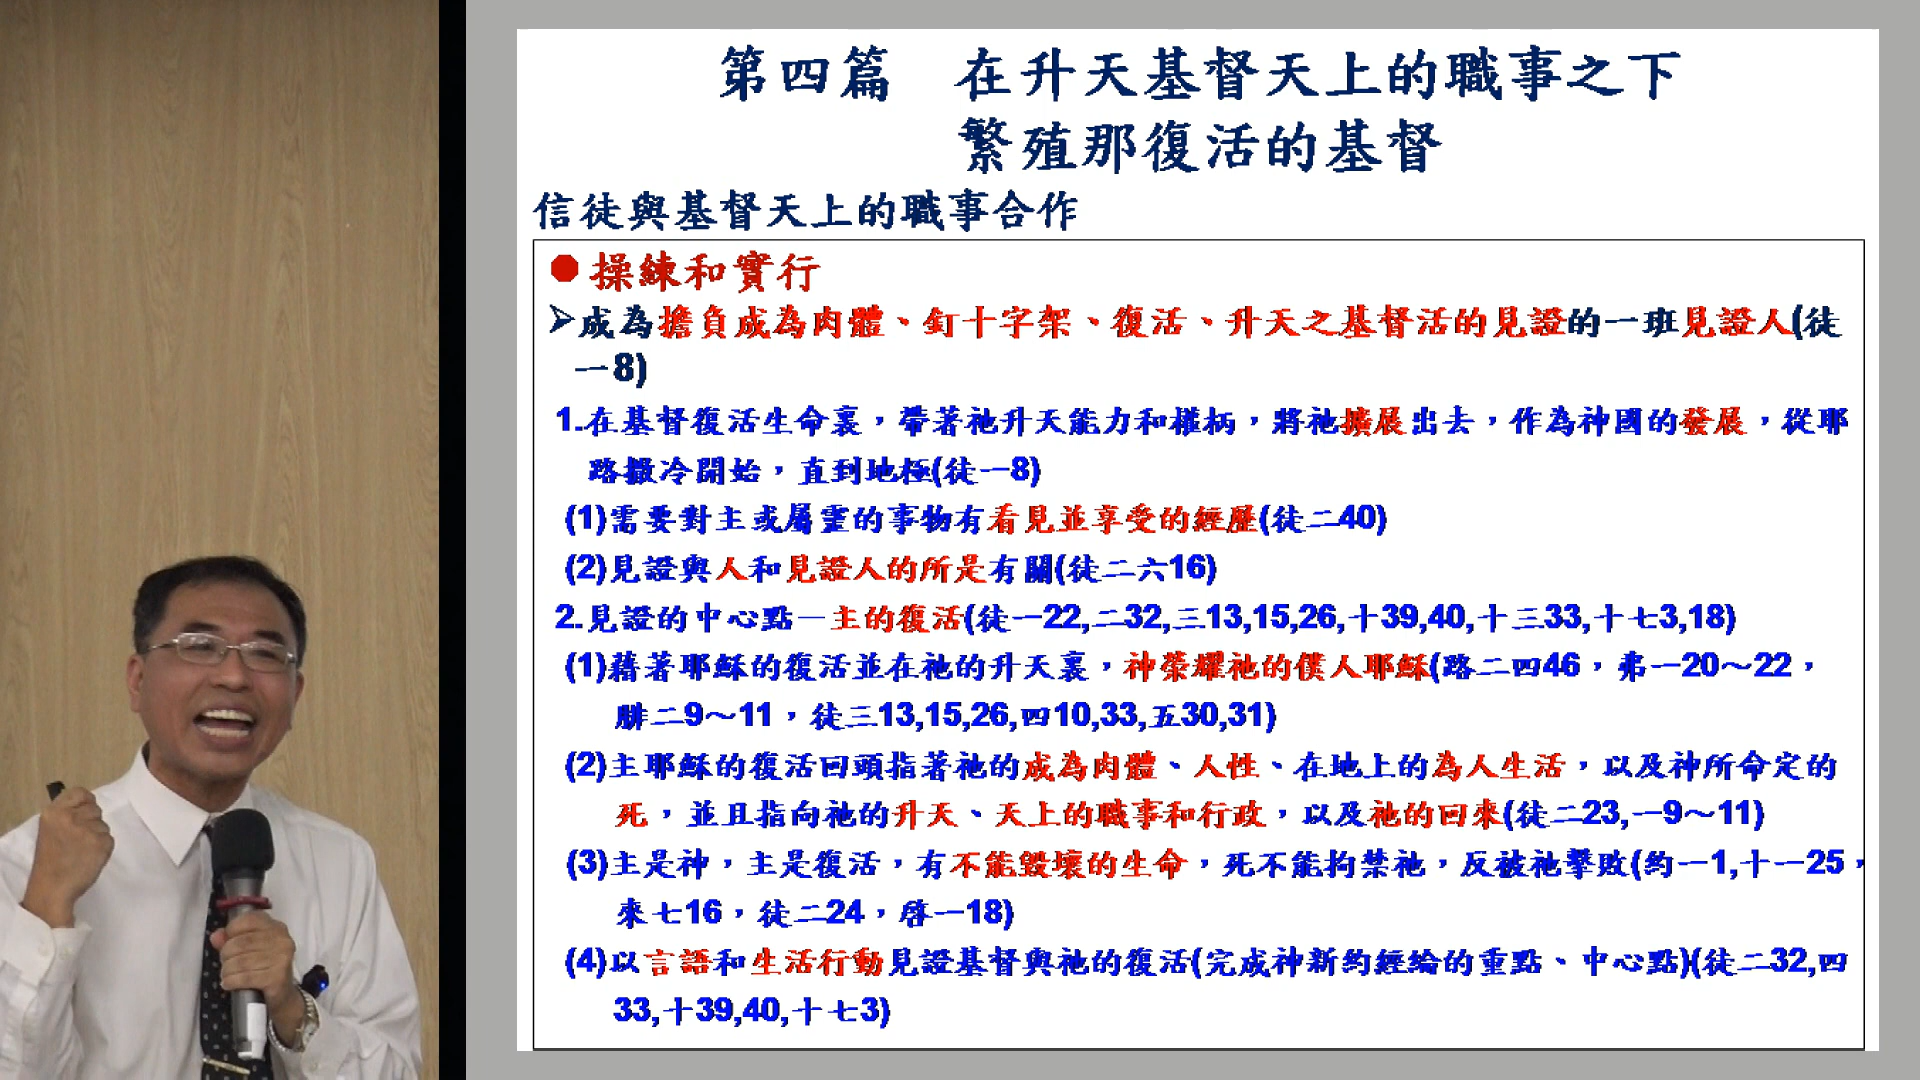 第四篇 在升天基督天上的職事之下
繁殖那復活的基督
信徒與基督天上的職事合作
●操練和實行
➢成為擔負成為肉體、釘十字架、復活、升天之基督活的見證的一班見證人(徒
一8)
1.在基督復活生命裏，帶著祂升天能力和權柄，將祂擴展出去，作為神國的發展，從耶
路撒冷開始，直到地極(徒一8)
(1)需要對主或屬靈的事物有看見並享受的經歷(徒二40)
(2)見證與人和見證人的所是有關(徒二六16)
2.見證的中心點—主的復活(徒一22,二32,三13,15,26,十39,40,十三33,十七3,18)
(1)藉著耶穌的復活並在祂的升天裏，神榮耀祂的僕人耶穌(路二四46，弗一20～22，
腓二9～11，徒三13,15,26,四10,33,五30,31)
(2)主耶穌的復活回頭指著祂的成為肉體、人性、在地上的為人生活，以及神所命定的
死，並且指向祂的升天、天上的職事和行政，以及祂的回來(徒二23,一9～11)
(3)主是神，主是復活，有不能毀壞的生命，死不能拘禁祂，反被祂擊敗(約一1,十一25，
來七16，徒二24，啓一18)
(4)以言語和生活行動見證基督與祂的復活(完成神新約經綸的重點、中心點)(徒二32,四
33,十39,40,十七3)